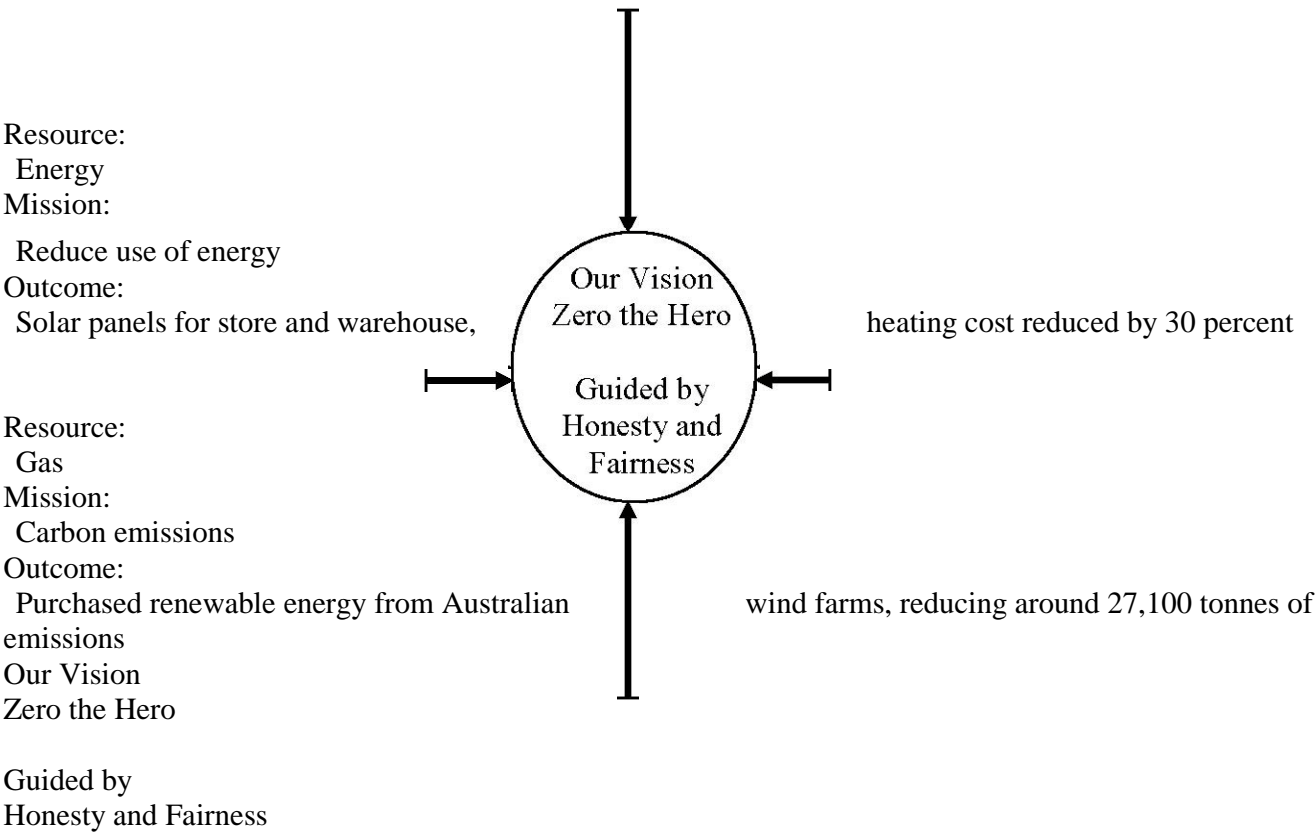 Resource:
Energy
Mission:
Reduce use of energy
Outcome:
Solar panels for store and warehouse, heating cost reduced by 30 percent
Our Vision
Zero the Hero
Guided by
Honesty and
Fairness
Resource:
Gas
Mission:
Carbon emissions
Outcome:
Purchased renewable energy from Australian wind farms, reducing around 27,100 tonnes of
emissions
Our Vision
Zero the Hero
Guided by
Honesty and Fairness